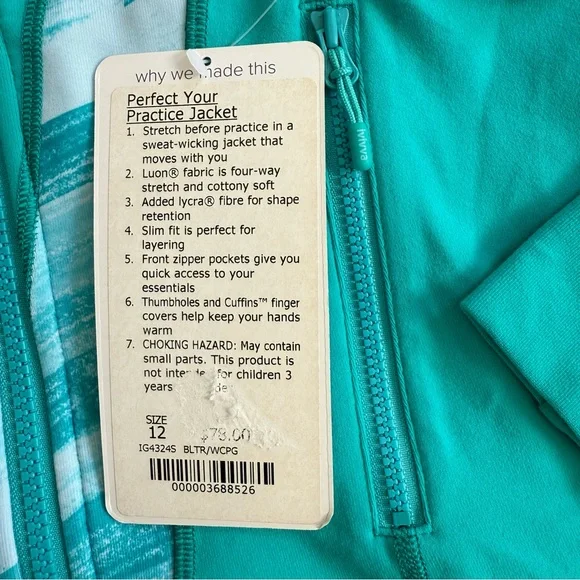 why we made this
Perfect Your
Practice Jacket
1. Stretch before practice in a
sweat-wicking jacket that
moves with you
2. Luon® fabric is four-way
stretch and cottony soft
3. Added lycra® fibre for shape
retention
4. Slim fit is perfect for
layering
5. Front zipper pockets give you
quick access to your
essentials
6. Thumbholes and Cuffins™ finger
covers help keep your hands
warm
7. CHOKING HAZARD: May contain
small parts. This product is
not intended for children 3
years
SIZE
12 $78.00
IG4324S BLTR/WCPG
000003688526
ivivva